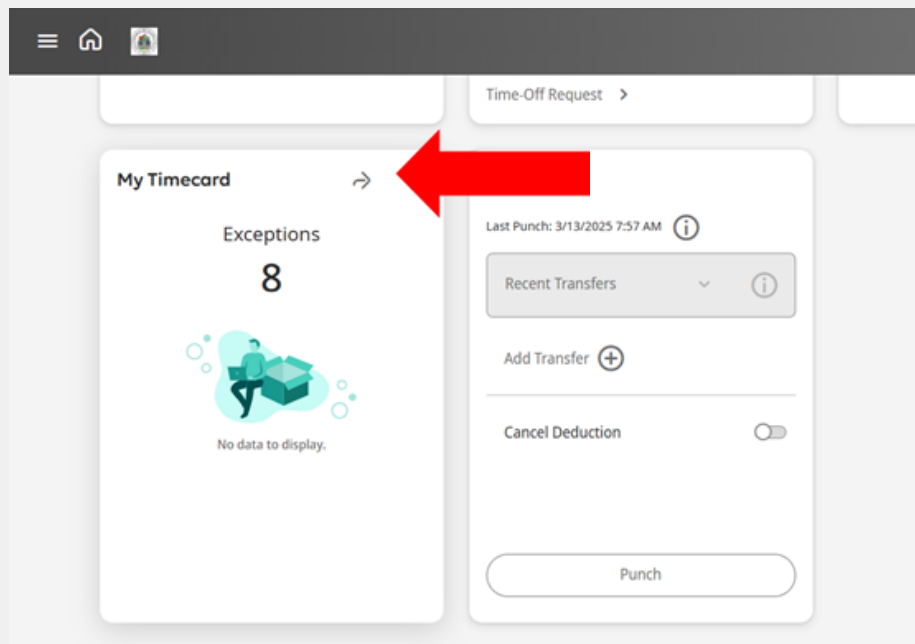 Time-Off Request
My Timecard
Exceptions
8
No data to display.
Last Punch: 3/13/2025 7:57 AM
Recent Transfers
Add Transfer
Cancel Deduction
Punch